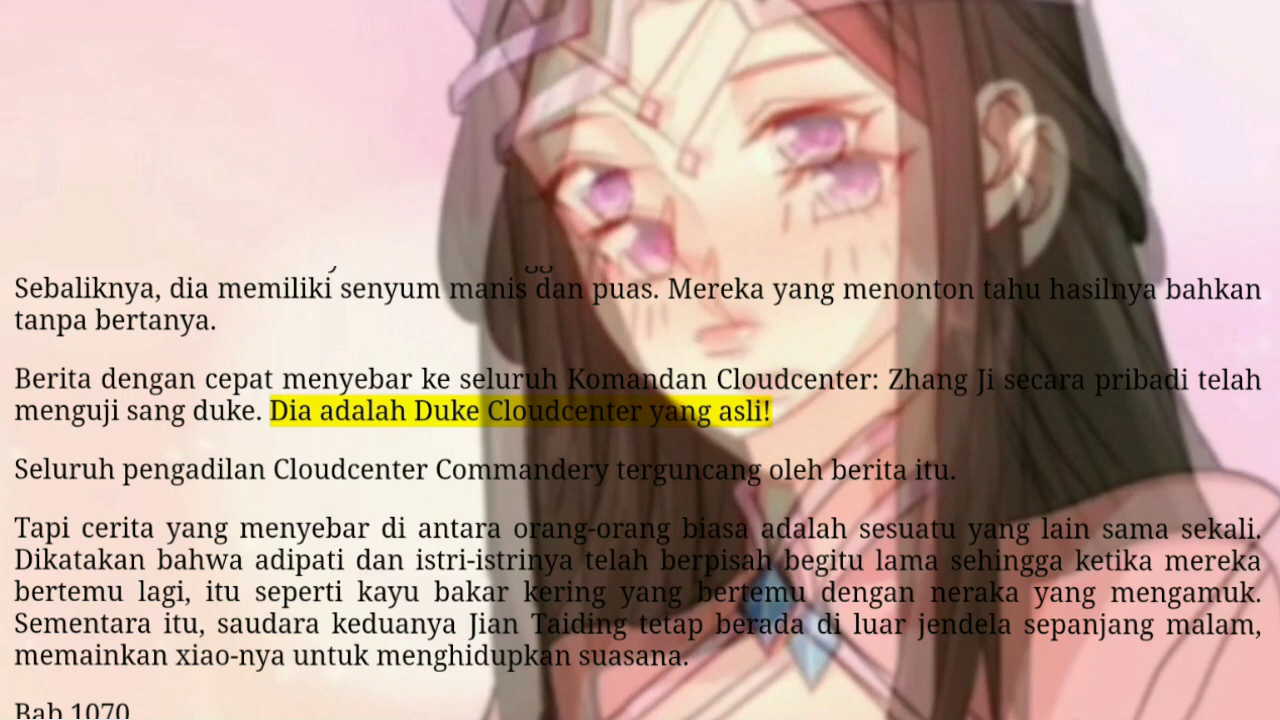 Sebaliknya, dia memiliki senyum manis dan puas. Mereka yang menonton tahu hasilnya bahkan
tanpa bertanya.
Berita dengan cepat menyebar ke seluruh Komandan Cloudcenter: Zhang Ji secara pribadi telah
menguji sang duke. Dia adalah Duke Cloudcenter yang asli!
Seluruh pengadilan Cloudcenter Commandery terguncang oleh berita itu.
Tapi cerita yang menyebar di antara orang-orang biasa adalah sesuatu yang lain sama sekali.
Dikatakan bahwa adipati dan istri-istrinya telah berpisah begitu lama sehingga ketika mereka
bertemu lagi, itu seperti kayu bakar kering yang bertemu dengan neraka yang mengamuk.
Sementara itu, saudara keduanya Jian Taiding tetap berada di luar jendela sepanjang malam,
memainkan xiao-nya untuk menghidupkan suasana.
Bab 1070